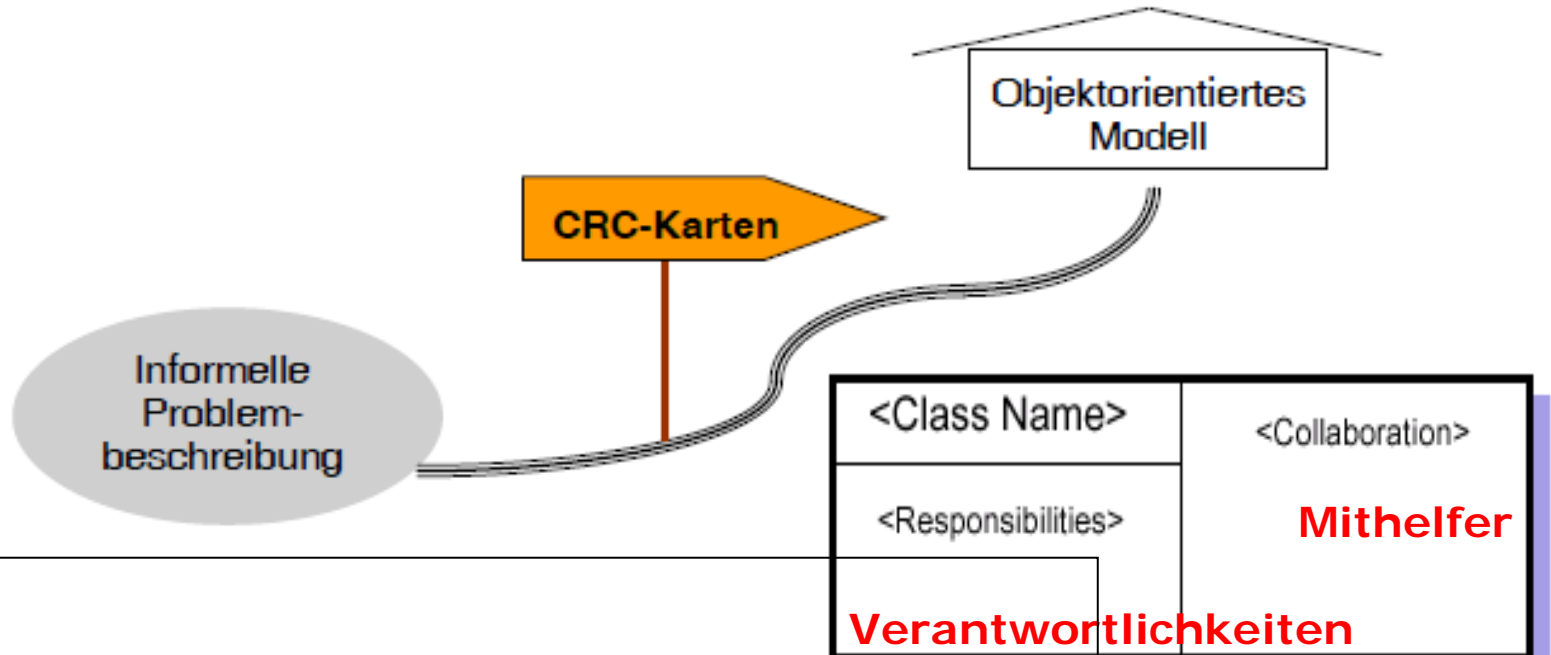 Objektorientiertes
Modell
CRC-Karten
Informelle
Problem-
beschreibung
<Class Name>
<Collaboration>
<Responsibilities>
Mithelfer
Verantwortlichkeiten